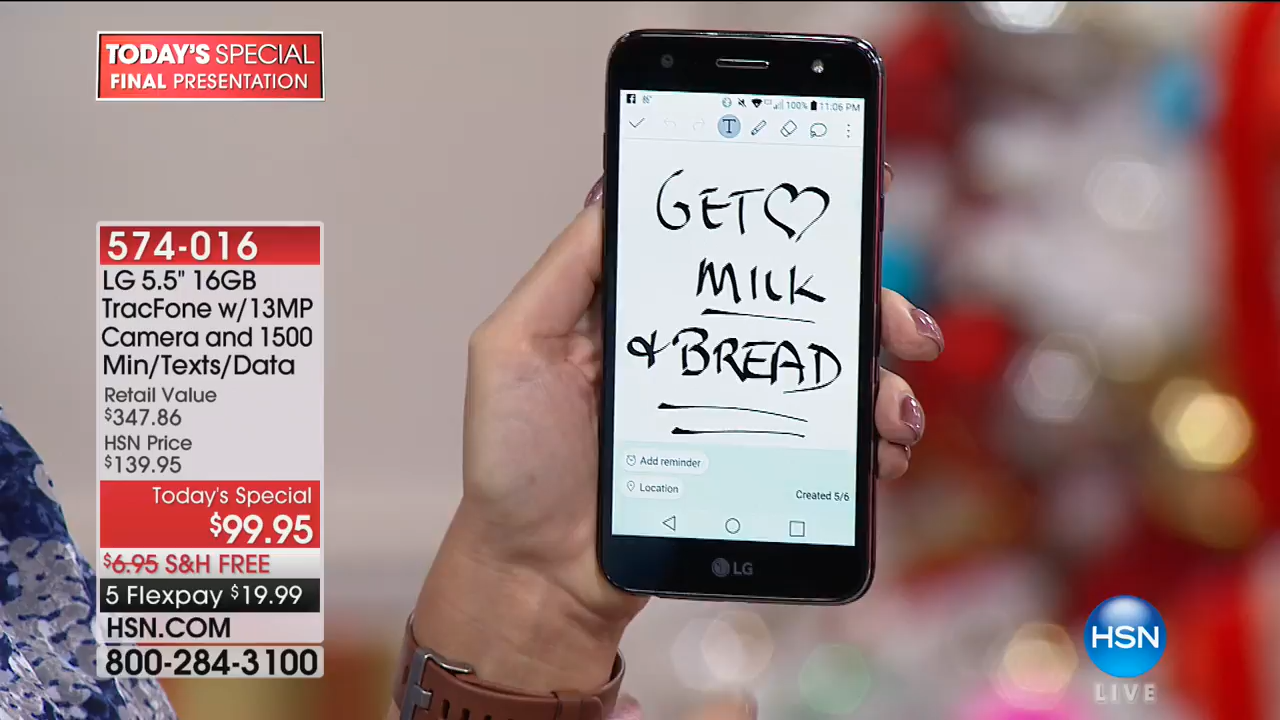 TODAY'S SPECIAL
FINAL PRESENTATION
574-016
LG 5.5" 16GB
TracFone w/13MP
Camera and 1500
Min/Texts/Data
Retail Value
$347.86
HSN Price
$139.95
Today's Special
$99.95
$6.95 S&H FREE
5 Flexpay $19.99
HSN.COM
800-284-3100
86° 100% 11:06 PM
T
GET♡
MILK
& BREAD
Add reminder
Location
Created 5/6
LG
HSN
LIVE